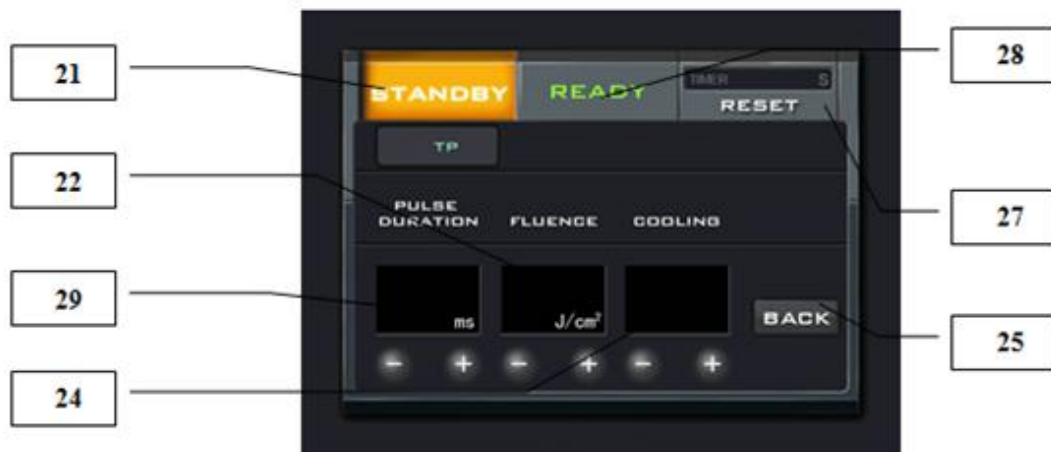 21
28
STANDBY
READY
TIMER S
RESET
TP
22
PULSE
DURATION
FLUENCE
COOLING
27
29
ms
J/cm²
BACK
25
- + - + - +
24